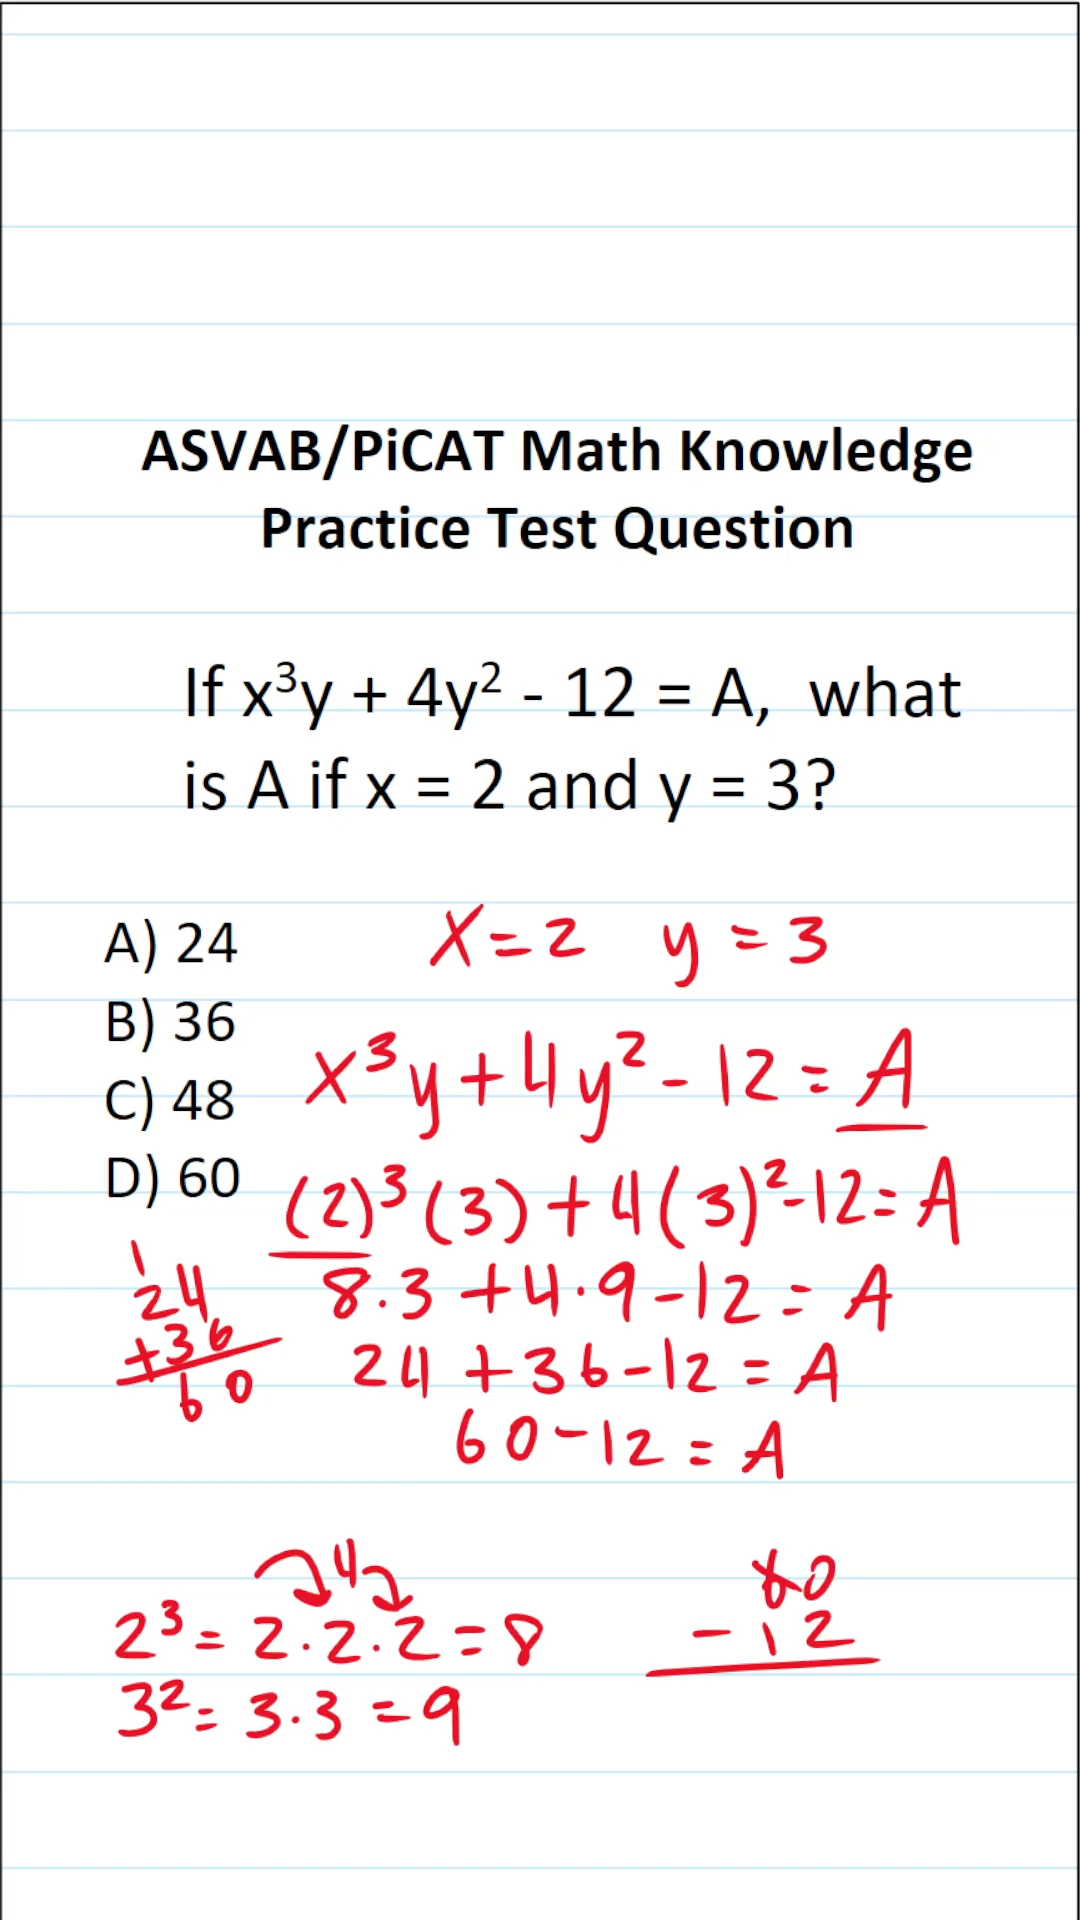 ASVAB/PiCAT Math Knowledge
Practice Test Question
If x³y + 4y² - 12 = A, what
is A if x = 2 and y = 3?
A) 24
B) 36
C) 48
D) 60
x=2 y=3
x³y+4y²-12=A
(2)³(3)+4(3)²-12=A
8·3+4·9-12=A
24+36-12=A
60-12=A
1
24
+36
60
4
2³=2·2·2=8
3²=3·3=9
60
-12